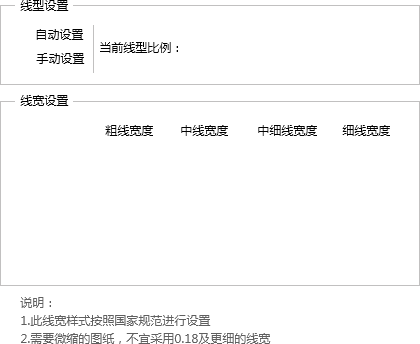 线型设置
自动设置
手动设置
当前线型比例：
线宽设置
粗线宽度 中线宽度 中细线宽度 细线宽度
说明：
1.此线宽样式按照国家规范进行设置
2.需要微缩的图纸，不宜采用0.18及更细的线宽